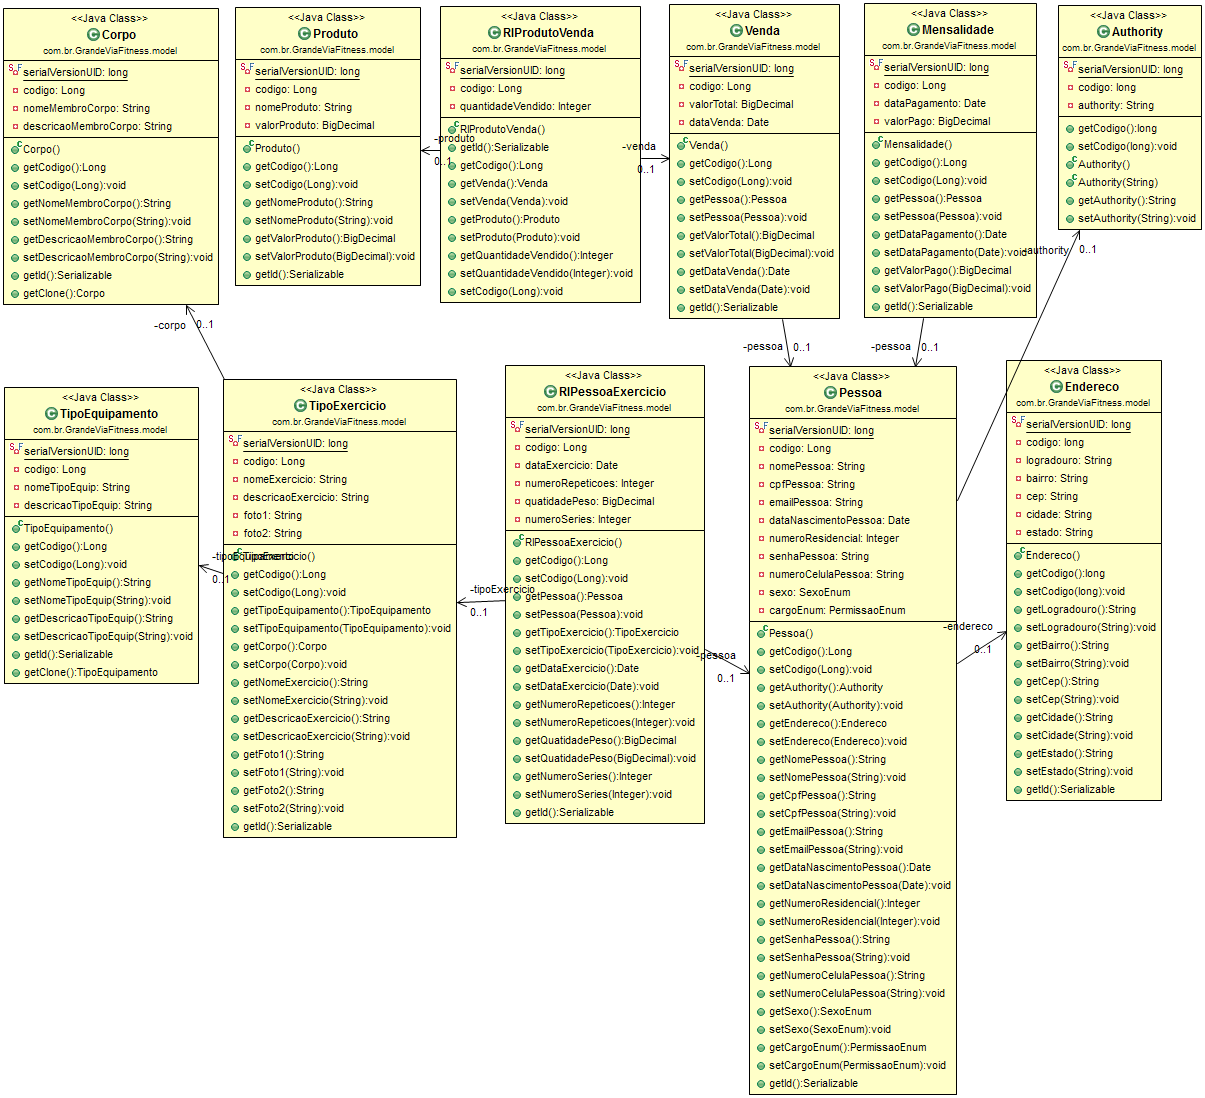 <<Java Class>>
Corpo
com.br.GrandeViaFitness.model
serialVersionUID: long
codigo: Long
nomeMembroCorpo: String
descricaoMembroCorpo: String
Corpo()
getCodigo():Long
setCodigo(Long):void
getNomeMembroCorpo():String
setNomeMembroCorpo(String):void
getDescricaoMembroCorpo():String
setDescricaoMembroCorpo(String):void
getId():Serializable
getClone():Corpo
<<Java Class>>
Produto
com.br.GrandeViaFitness.model
serialVersionUID: long
codigo: Long
nomeProduto: String
valorProduto: BigDecimal
Produto()
getCodigo():Long
setCodigo(Long):void
getNomeProduto():String
setNomeProduto(String):void
getValorProduto():BigDecimal
setValorProduto(BigDecimal):void
getId():Serializable
-produto
0..1
<<Java Class>>
RlProdutoVenda
com.br.GrandeViaFitness.model
serialVersionUID: long
codigo: Long
quantidadeVendido: Integer
RlProdutoVenda()
getId():Serializable
getCodigo():Long
getVenda():Venda
setVenda(Venda):void
getProduto():Produto
setProduto(Produto):void
getQuantidadeVendido():Integer
setQuantidadeVendido(Integer):void
setCodigo(Long):void
-venda
0..1
<<Java Class>>
Venda
com.br.GrandeViaFitness.model
serialVersionUID: long
codigo: Long
valorTotal: BigDecimal
dataVenda: Date
Venda()
getCodigo():Long
setCodigo(Long):void
getPessoa():Pessoa
setPessoa(Pessoa):void
getValorTotal():BigDecimal
setValorTotal(BigDecimal):void
getDataVenda():Date
setDataVenda(Date):void
getId():Serializable
<<Java Class>>
Mensalidade
com.br.GrandeViaFitness.model
serialVersionUID: long
codigo: Long
dataPagamento: Date
valorPago: BigDecimal
Mensalidade()
getCodigo():Long
setCodigo(Long):void
getPessoa():Pessoa
setPessoa(Pessoa):void
getDataPagamento():Date
setDataPagamento(Date):void
getValorPago():BigDecimal
setValorPago(BigDecimal):void
getId():Serializable
<<Java Class>>
Authority
com.br.GrandeViaFitness.model
serialVersionUID: long
codigo: long
authority: String
getCodigo():long
setCodigo(long):void
Authority()
Authority(String)
getAuthority():String
setAuthority(String):void
-authority
0..1
-corpo
0..1
-pessoa
0..1
-pessoa
0..1
<<Java Class>>
TipoEquipamento
com.br.GrandeViaFitness.model
serialVersionUID: long
codigo: Long
nomeTipoEquip: String
descricaoTipoEquip: String
TipoEquipamento()
getCodigo():Long
setCodigo(Long):void
getNomeTipoEquip():String
setNomeTipoEquip(String):void
getDescricaoTipoEquip():String
setDescricaoTipoEquip(String):void
getId():Serializable
getClone():TipoEquipamento
-tipoEquipamento
0..1
<<Java Class>>
TipoExercicio
com.br.GrandeViaFitness.model
serialVersionUID: long
codigo: Long
nomeExercicio: String
descricaoExercicio: String
foto1: String
foto2: String
TipoExercicio()
getCodigo():Long
setCodigo(Long):void
getTipoEquipamento():TipoEquipamento
setTipoEquipamento(TipoEquipamento):void
getCorpo():Corpo
setCorpo(Corpo):void
getNomeExercicio():String
setNomeExercicio(String):void
getDescricaoExercicio():String
setDescricaoExercicio(String):void
getFoto1():String
setFoto1(String):void
getFoto2():String
setFoto2(String):void
getId():Serializable
-tipoExercicio
0..1
<<Java Class>>
RlPessoaExercicio
com.br.GrandeViaFitness.model
serialVersionUID: long
codigo: Long
dataExercicio: Date
numeroRepeticoes: Integer
quatidadePeso: BigDecimal
numeroSeries: Integer
RlPessoaExercicio()
getCodigo():Long
setCodigo(Long):void
getPessoa():Pessoa
setPessoa(Pessoa):void
getTipoExercicio():TipoExercicio
setTipoExercicio(TipoExercicio):void
getDataExercicio():Date
setDataExercicio(Date):void
getNumeroRepeticoes():Integer
setNumeroRepeticoes(Integer):void
getQuatidadePeso():BigDecimal
setQuatidadePeso(BigDecimal):void
getNumeroSeries():Integer
setNumeroSeries(Integer):void
getId():Serializable
-pessoa
0..1
<<Java Class>>
Pessoa
com.br.GrandeViaFitness.model
serialVersionUID: long
codigo: Long
nomePessoa: String
cpfPessoa: String
emailPessoa: String
dataNascimentoPessoa: Date
numeroResidencial: Integer
senhaPessoa: String
numeroCelulaPessoa: String
sexo: SexoEnum
cargoEnum: PermissaoEnum
Pessoa()
getCodigo():Long
setCodigo(Long):void
getAuthority():Authority
setAuthority(Authority):void
getEndereco():Endereco
setEndereco(Endereco):void
getNomePessoa():String
setNomePessoa(String):void
getCpfPessoa():String
setCpfPessoa(String):void
getEmailPessoa():String
setEmailPessoa(String):void
getDataNascimentoPessoa():Date
setDataNascimentoPessoa(Date):void
getNumeroResidencial():Integer
setNumeroResidencial(Integer):void
getSenhaPessoa():String
setSenhaPessoa(String):void
getNumeroCelulaPessoa():String
setNumeroCelulaPessoa(String):void
getSexo():SexoEnum
setSexo(SexoEnum):void
getCargoEnum():PermissaoEnum
setCargoEnum(PermissaoEnum):void
getId():Serializable
-endereco
0..1
<<Java Class>>
Endereco
com.br.GrandeViaFitness.model
serialVersionUID: long
codigo: long
logradouro: String
bairro: String
cep: String
cidade: String
estado: String
Endereco()
getCodigo():long
setCodigo(long):void
getLogradouro():String
setLogradouro(String):void
getBairro():String
setBairro(String):void
getCep():String
setCep(String):void
getCidade():String
setCidade(String):void
getEstado():String
setEstado(String):void
getId():Serializable